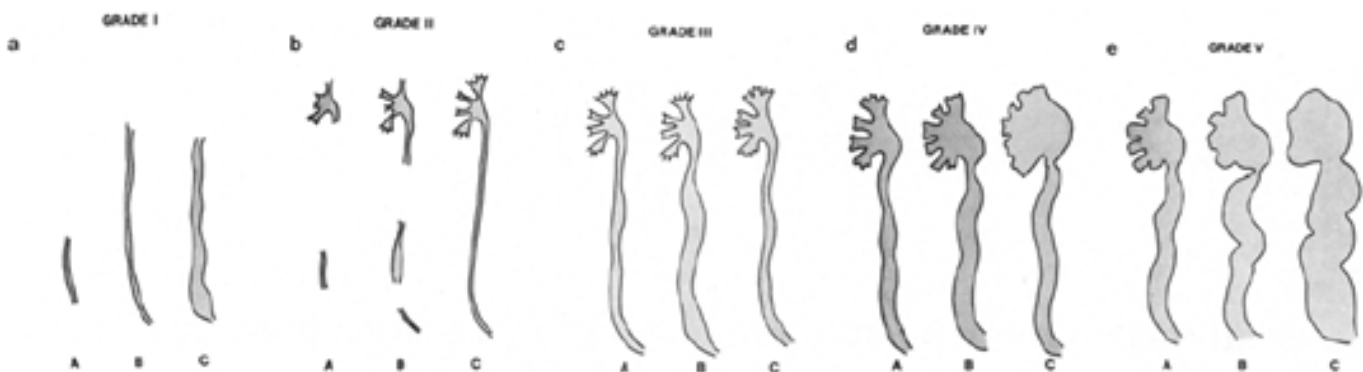 a
GRADE I
A B C
b
GRADE II
A B C
c
GRADE III
A B C
d
GRADE IV
A B C
e
GRADE V
A B C